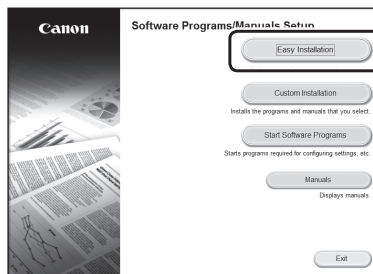 Canon
Software Programs/Manuals Setup
Easy Installation
Custom Installation
Installs the programs and manuals that you select.
Start Software Programs
Starts programs required for configuring settings, etc.
Manuals
Displays manuals.
Exit